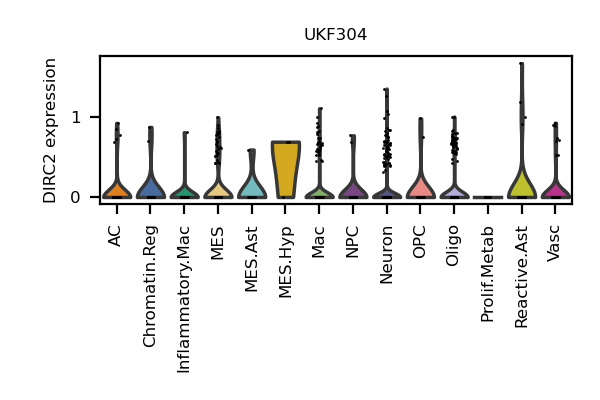 UKF304
DIRC2 expression
1
0
AC
Chromatin.Reg
Inflammatory.Mac
MES
MES.Ast
MES.Hyp
Mac
NPC
Neuron
OPC
Oligo
Prolif.Metab
Reactive.Ast
Vasc